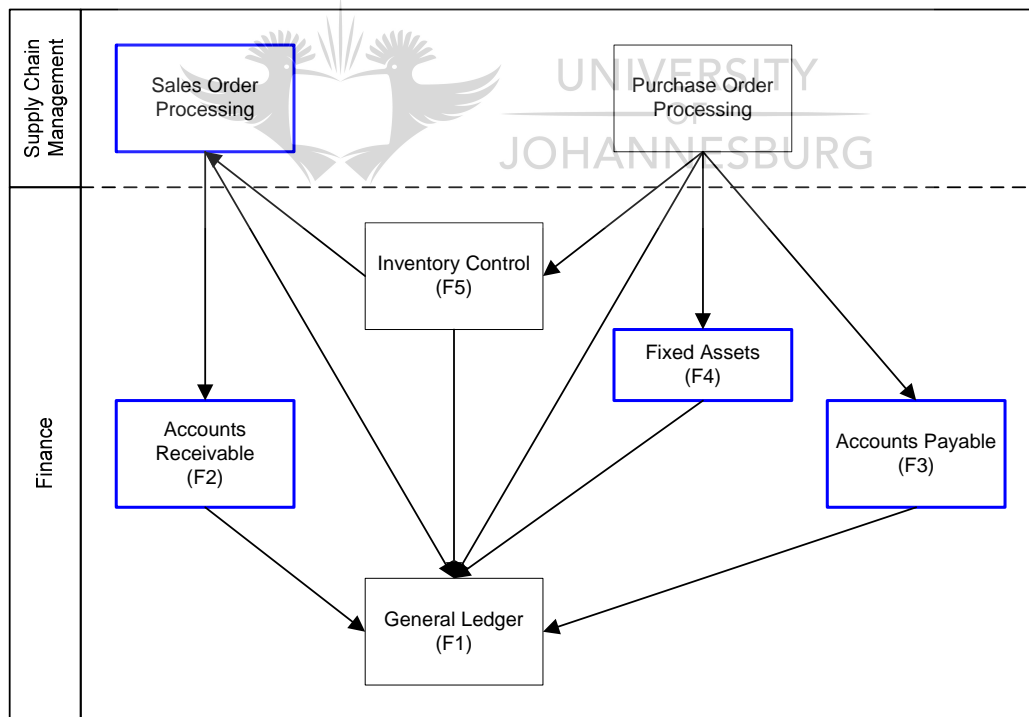 Supply Chain
Management
Sales Order
Processing
Purchase Order
Processing
UNIVERSITY
OF
JOHANNESBURG
Finance
Inventory Control
(F5)
Fixed Assets
(F4)
Accounts
Receivable
(F2)
Accounts Payable
(F3)
General Ledger
(F1)